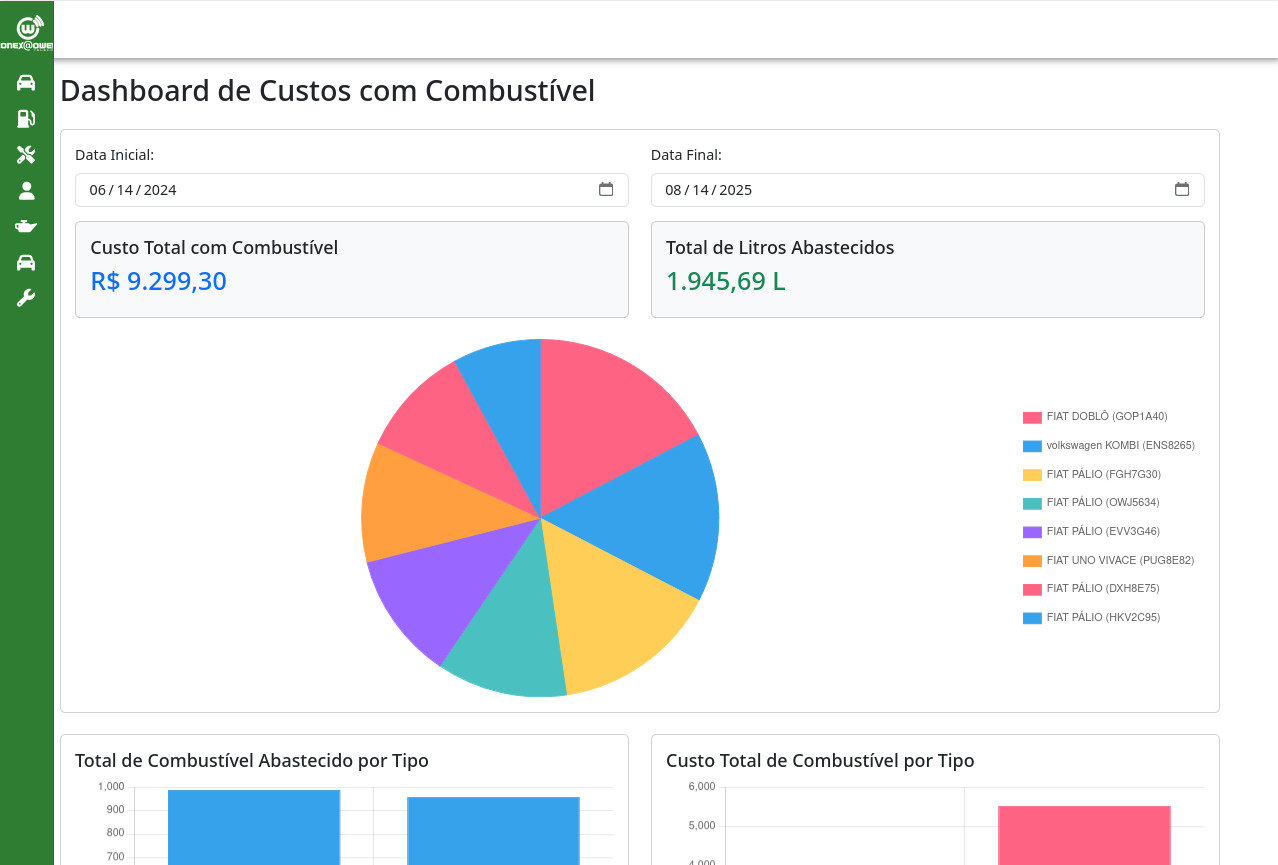 Dashboard de Custos com Combustível
Data Inicial:
06/14/2024
Data Final:
08/14/2025
Custo Total com Combustível
R$ 9.299,30
Total de Litros Abastecidos
1.945,69 L
FIAT DOBLÔ (GOP1A40)
volkswagen KOMBI (ENS8265)
FIAT PÁLIO (FGH7G30)
FIAT PÁLIO (OWJ5634)
FIAT PÁLIO (EVV3G46)
FIAT UNO VIVACE (PUG8E82)
FIAT PÁLIO (DXH8E75)
FIAT PÁLIO (HKV2C95)
Total de Combustível Abastecido por Tipo
1,000
900
800
700
Custo Total de Combustível por Tipo
6,000
5,000
4,000